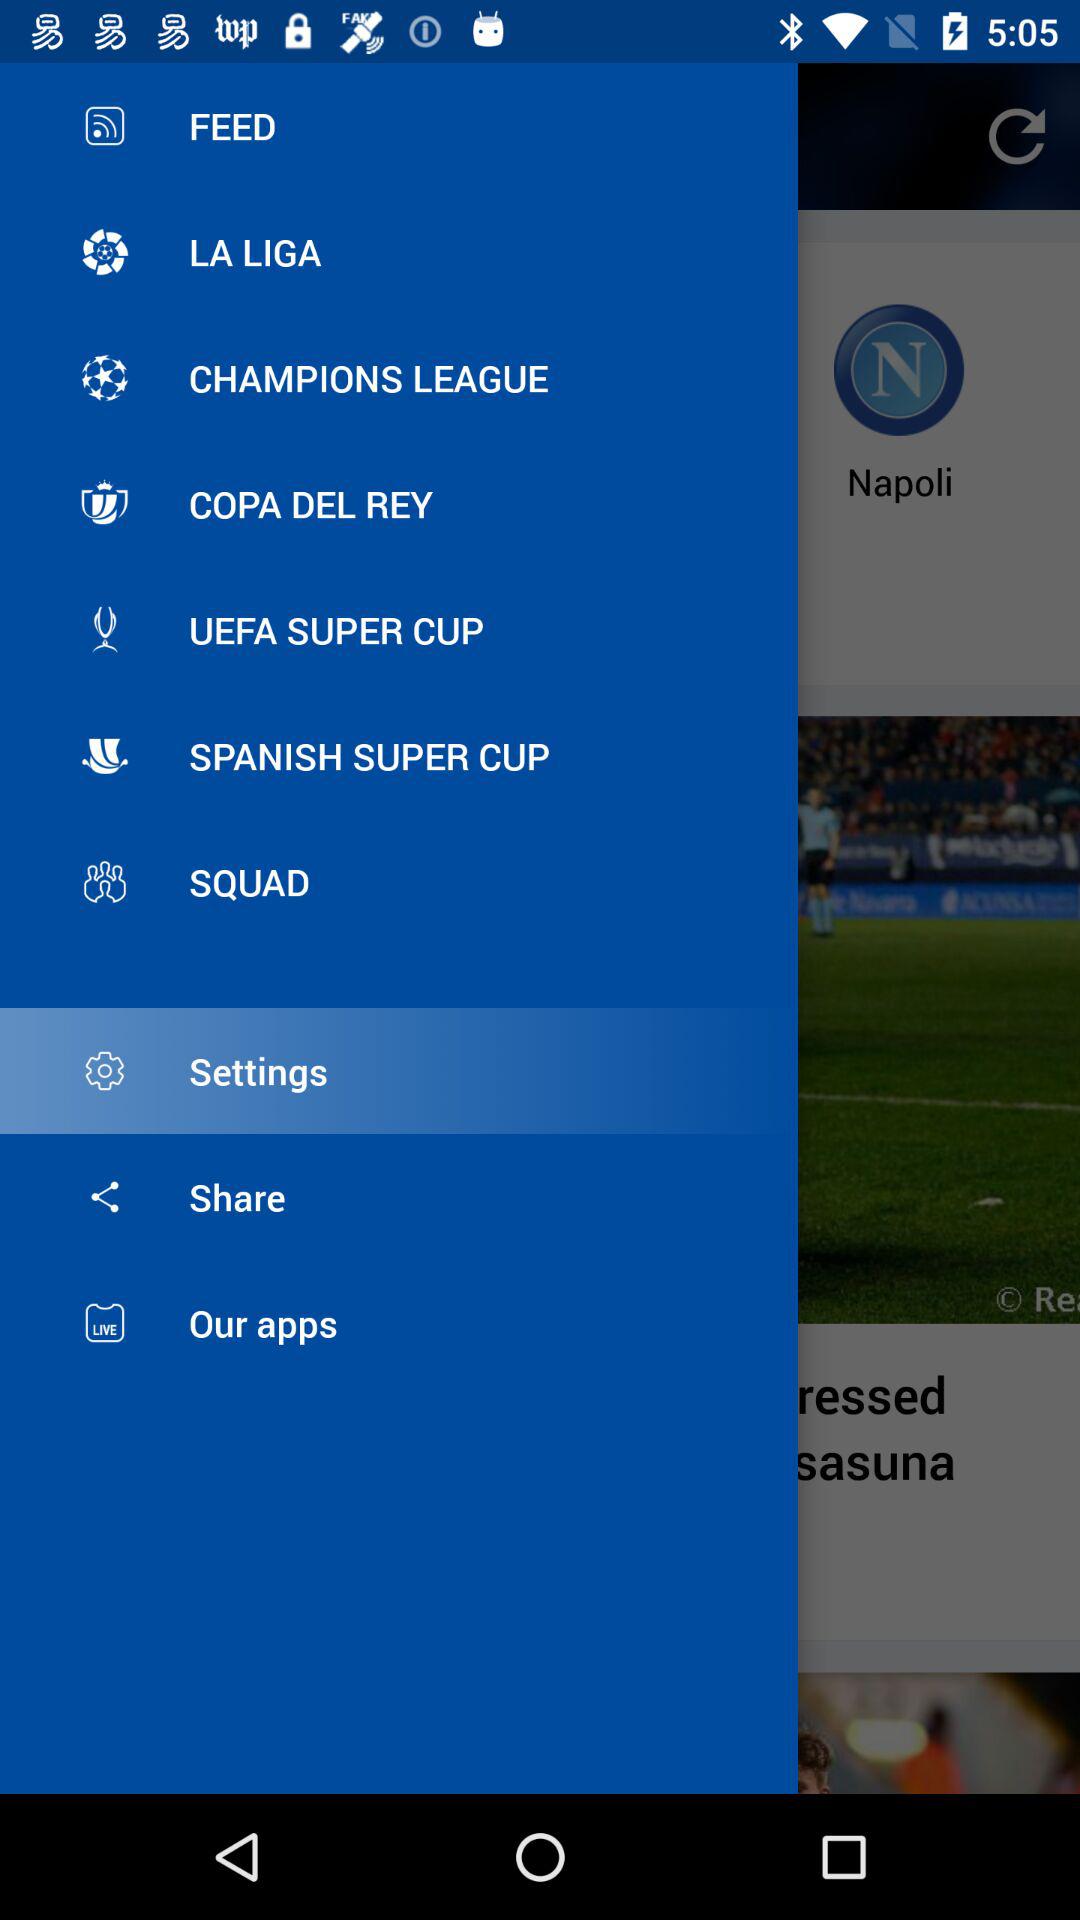 FAKE 5:05
FEED
LA LIGA
CHAMPIONS LEAGUE
COPA DEL REY
UEFA SUPER CUP
SPANISH SUPER CUP
SQUAD
Settings
Share
LIVE Our apps
N
Napoli
© Rea
ressed
sasuna